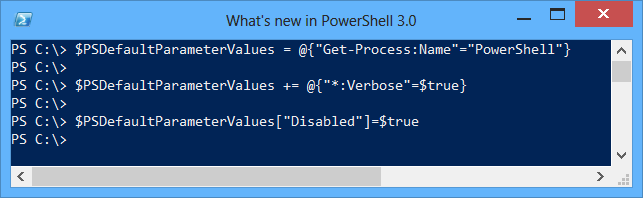 What's new in PowerShell 3.0
PS C:\> $PSDefaultParameterValues = @{"Get-Process:Name"="PowerShell"}
PS C:\>
PS C:\> $PSDefaultParameterValues += @{"*:Verbose"=$true}
PS C:\>
PS C:\> $PSDefaultParameterValues["Disabled"]=$true
PS C:\>